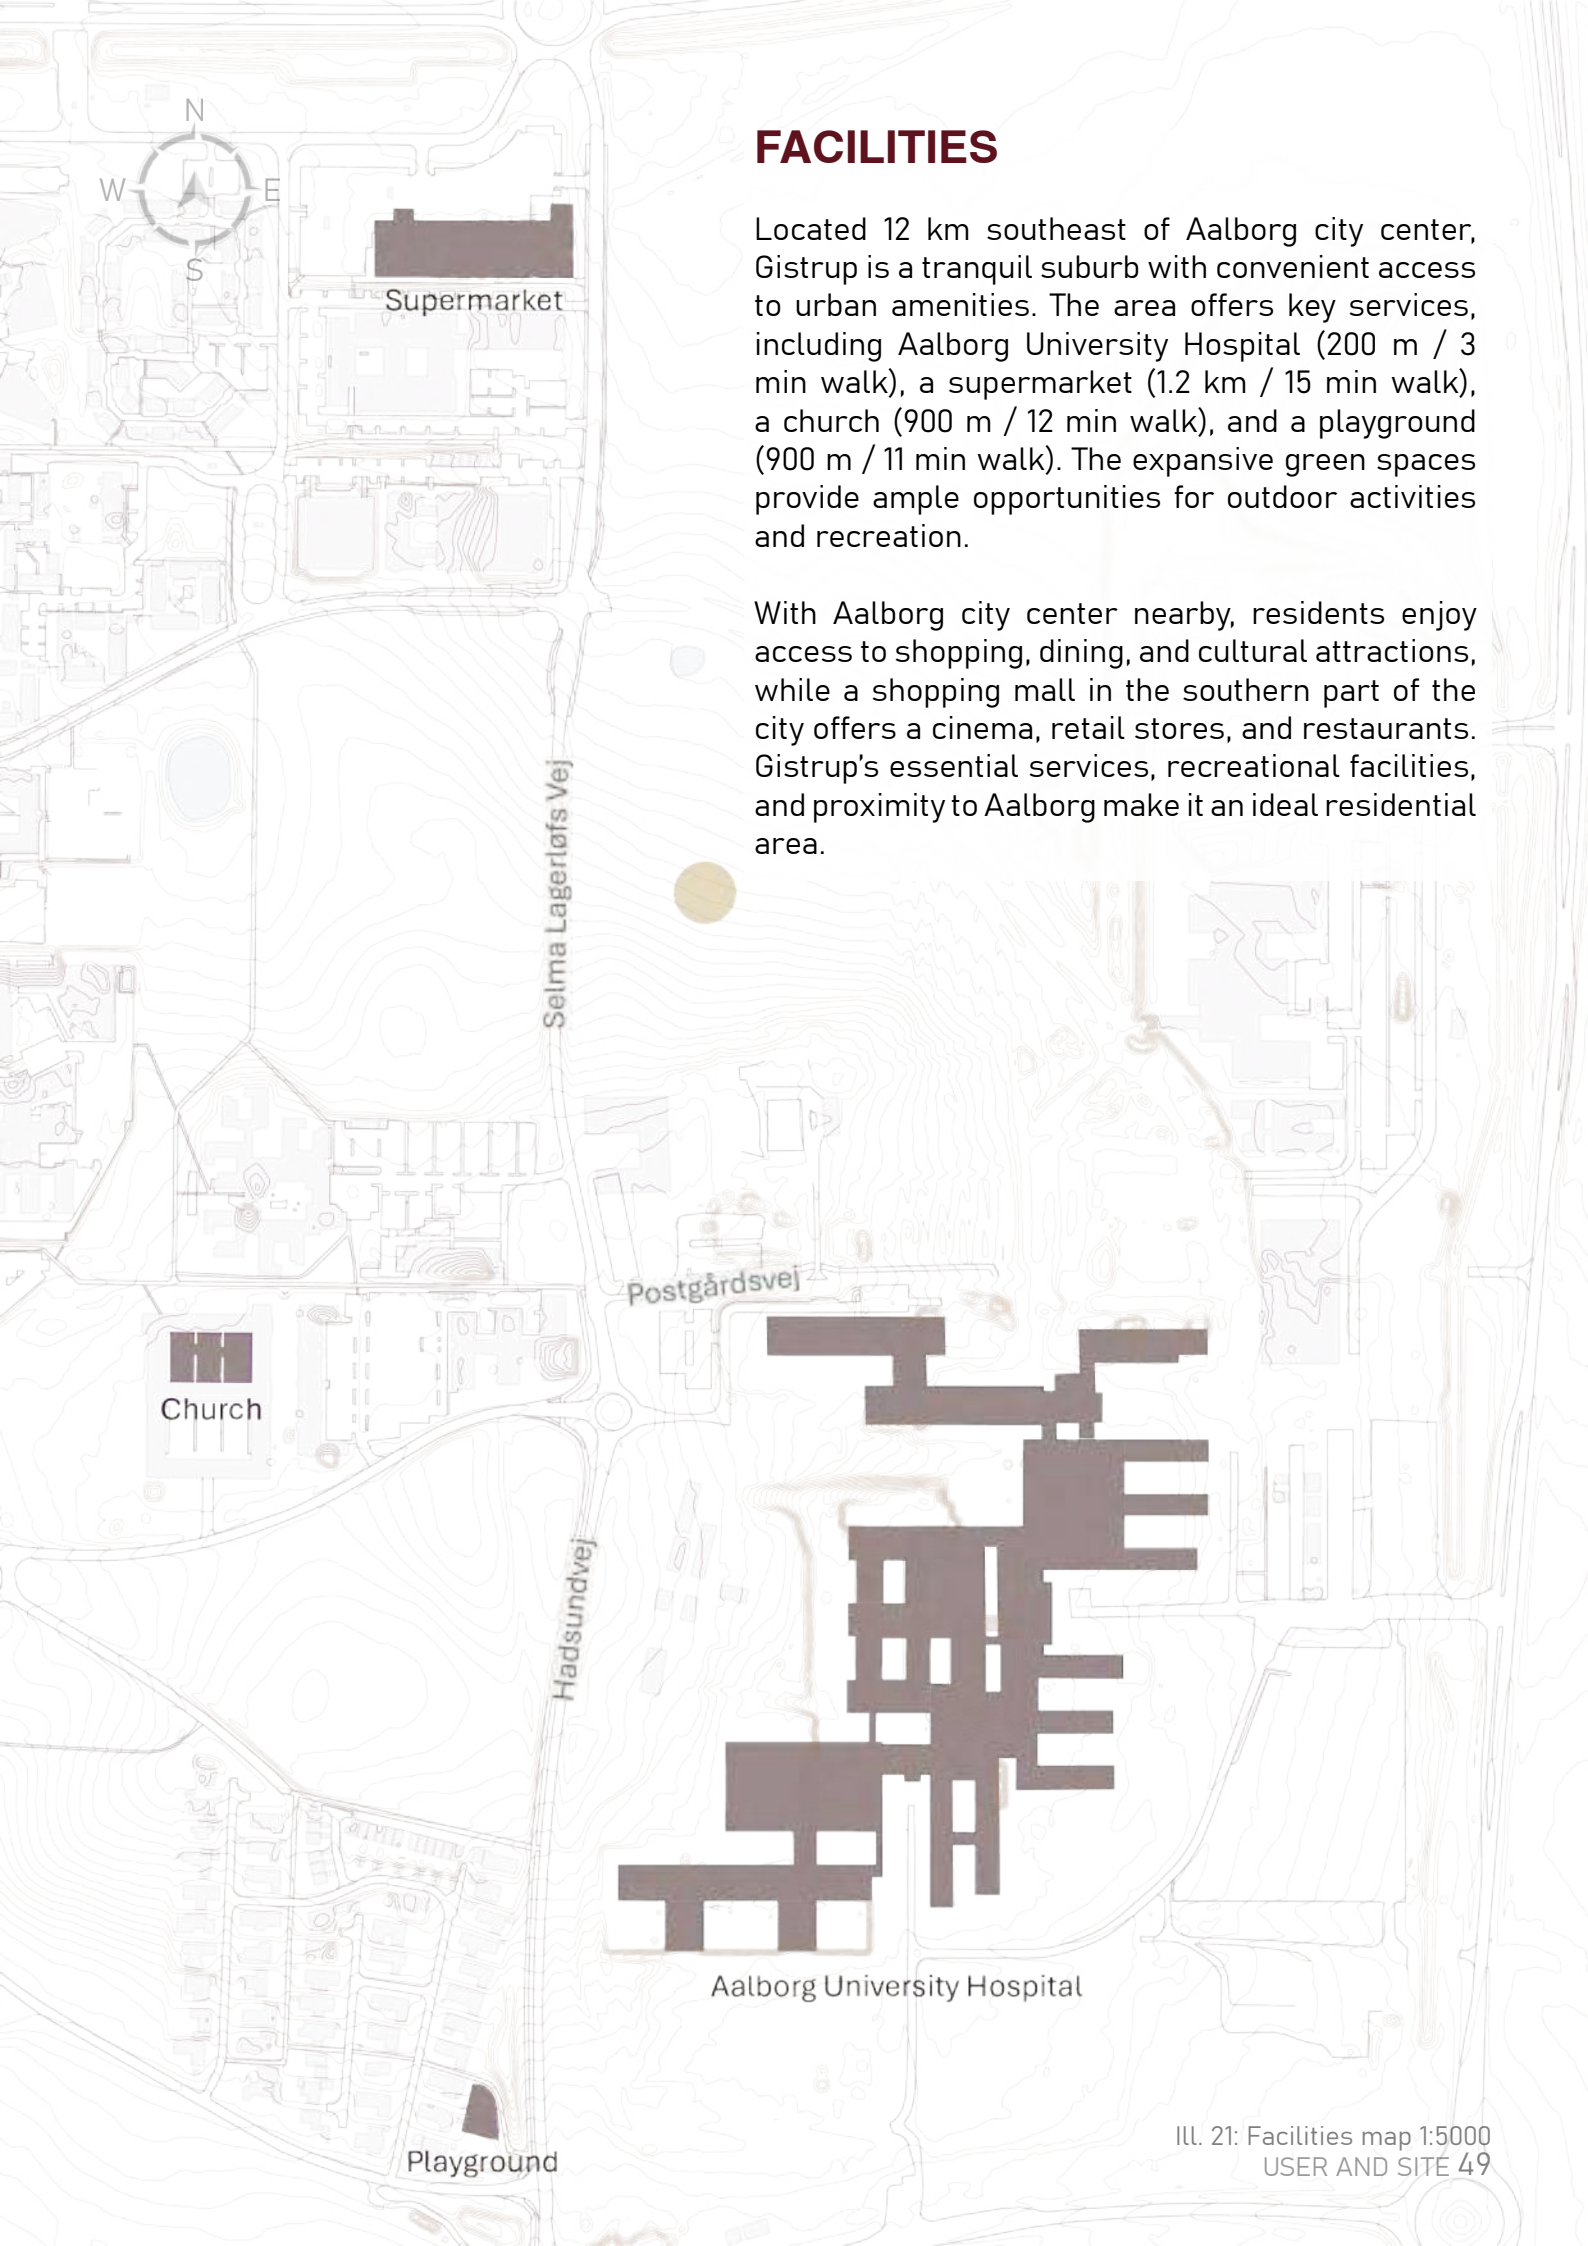 N
W
E
S
FACILITIES
Located 12 km southeast of Aalborg city center,
Gistrup is a tranquil suburb with convenient access
to urban amenities. The area offers key services,
including Aalborg University Hospital (200 m / 3
min walk), a supermarket (1.2 km / 15 min walk),
a church (900 m / 12 min walk), and a playground
(900 m / 11 min walk). The expansive green spaces
provide ample opportunities for outdoor activities
and recreation.
With Aalborg city center nearby, residents enjoy
access to shopping, dining, and cultural attractions,
while a shopping mall in the southern part of the
city offers a cinema, retail stores, and restaurants.
Gistrup’s essential services, recreational facilities,
and proximity to Aalborg make it an ideal residential
area.
Supermarket
Selma Lagerløfs Vej
Postgårdsvej
Church
Hadsundvej
Aalborg University Hospital
Playground
Ill. 21: Facilities map 1:5000
USER AND SITE 49